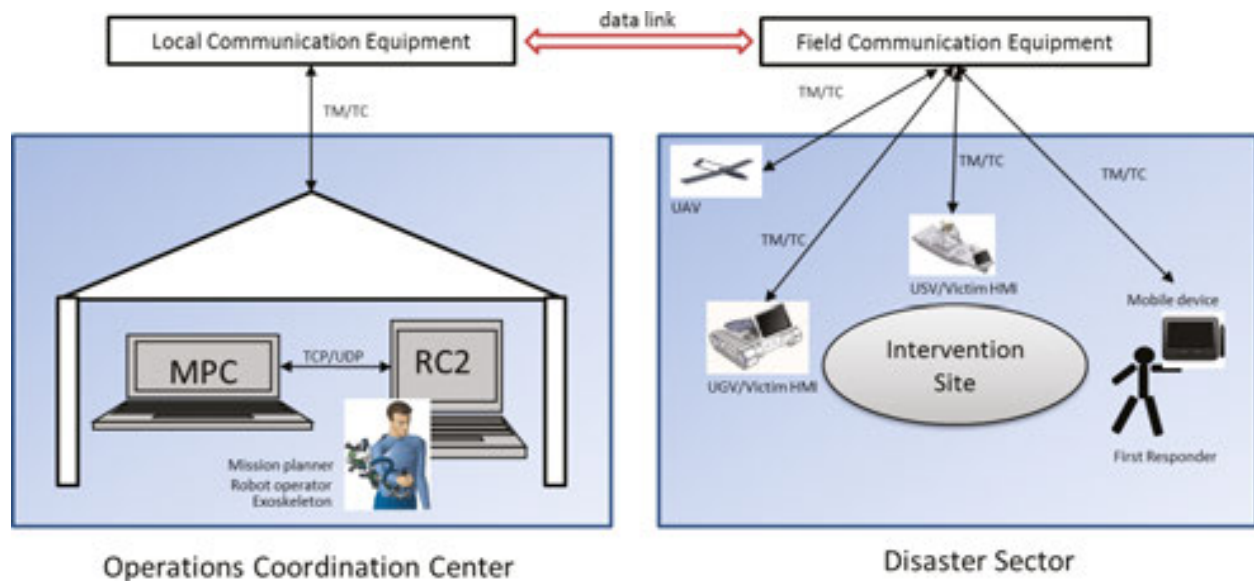 data link
Local Communication Equipment
Field Communication Equipment
TM/TC
TM/TC
TM/TC
TM/TC
TM/TC
UAV
USV/Victim HMI
Mobile device
UGV/Victim HMI
Intervention
Site
First Responder
MPC
TCP/UDP
RC2
Mission planner
Robot operator
Exoskeleton
Operations Coordination Center
Disaster Sector